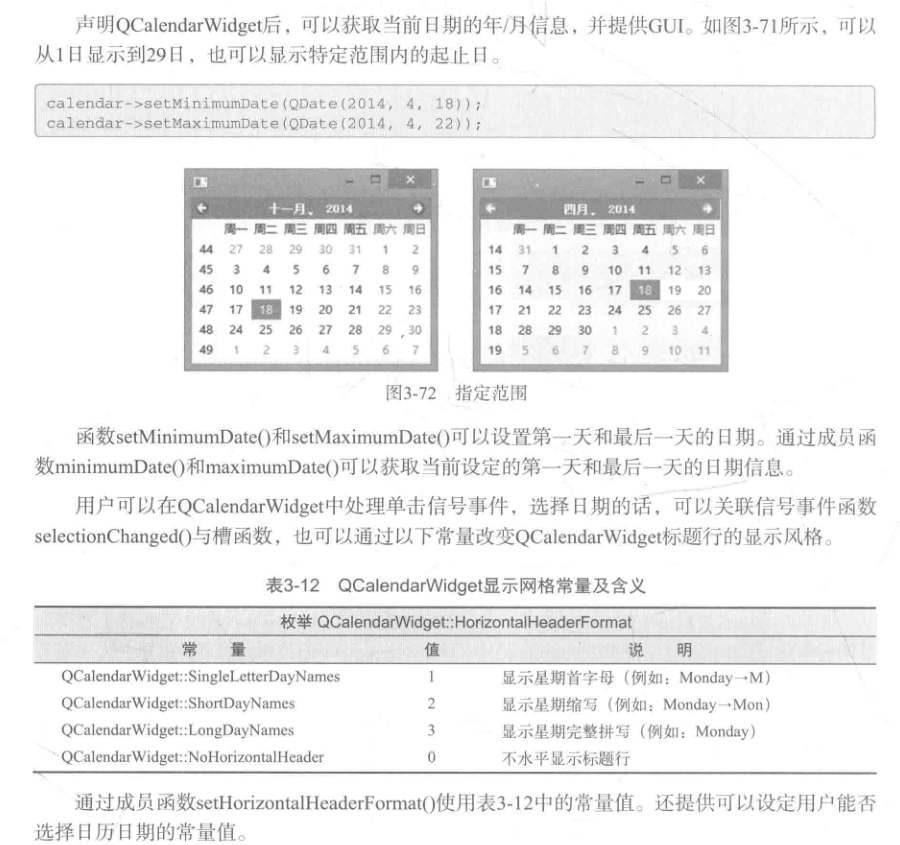 声明QCalendarWidget后，可以获取当前日期的年/月信息，并提供GUI。如图3-71所示，可以
从1日显示到29日，也可以显示特定范围内的起止日。
calendar->setMinimumDate(QDate(2014, 4, 18));
calendar->setMaximumDate(QDate(2014, 4, 22));
十一月、 2014
周一 周二 周三 周四 周五 周六 周日
44 27 28 29 30 31 1 2
45 3 4 5 6 7 8 9
46 10 11 12 13 14 15 16
47 17 18 19 20 21 22 23
48 24 25 26 27 28 29 30
49 1 2 3 4 5 6 7
四月、 2014
周一 周二 周三 周四 周五 周六 周日
14 31 1 2 3 4 5 6
15 7 8 9 10 11 12 13
16 14 15 16 17 18 19 20
17 21 22 23 24 25 26 27
18 28 29 30 1 2 3 4
19 5 6 7 8 9 10 11
图3-72 指定范围
函数setMinimumDate()和setMaximumDate()可以设置第一天和最后一天的日期。通过成员函
数minimumDate()和maximumDate()可以获取当前设定的第一天和最后一天的日期信息。
用户可以在QCalendarWidget中处理单击信号事件，选择日期的话，可以关联信号事件函数
selectionChanged()与槽函数，也可以通过以下常量改变QCalendarWidget标题行的显示风格。
表3-12 QCalendarWidget显示网格常量及含义
枚举 QCalendarWidget::HorizontalHeaderFormat
常 量 值 说 明
QCalendarWidget::SingleLetterDayNames 1 显示星期首字母（例如：Monday→M）
QCalendarWidget::ShortDayNames 2 显示星期缩写（例如：Monday→Mon）
QCalendarWidget::LongDayNames 3 显示星期完整拼写（例如：Monday）
QCalendarWidget::NoHorizontalHeader 0 不水平显示标题行
通过成员函数setHorizontalHeaderFormat()使用表3-12中的常量值。还提供可以设定用户能否
选择日历日期的常量值。